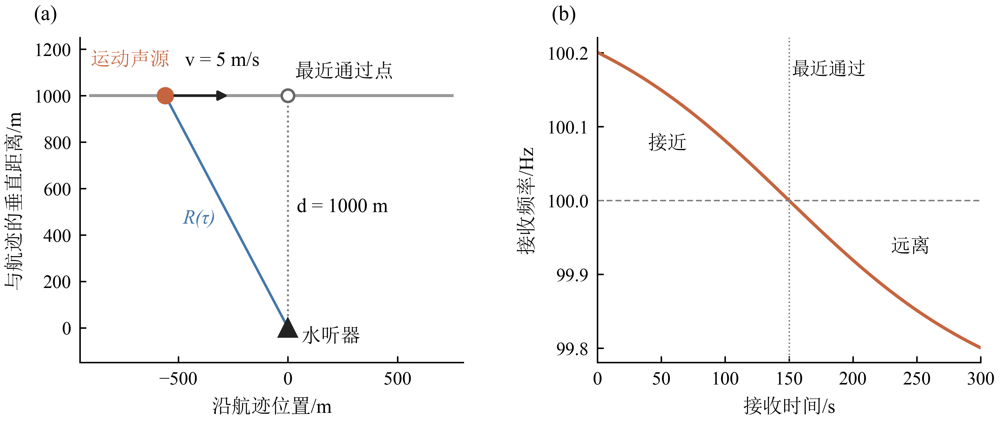 (a)
与航迹的垂直距离/m
1200
1000
800
600
400
200
0
运动声源
v = 5 m/s
最近通过点
R(τ)
d = 1000 m
水听器
−500
0
500
沿航迹位置/m
(b)
接收频率/Hz
100.2
100.1
100.0
99.9
99.8
最近通过
接近
远离
0
50
100
150
200
250
300
接收时间/s